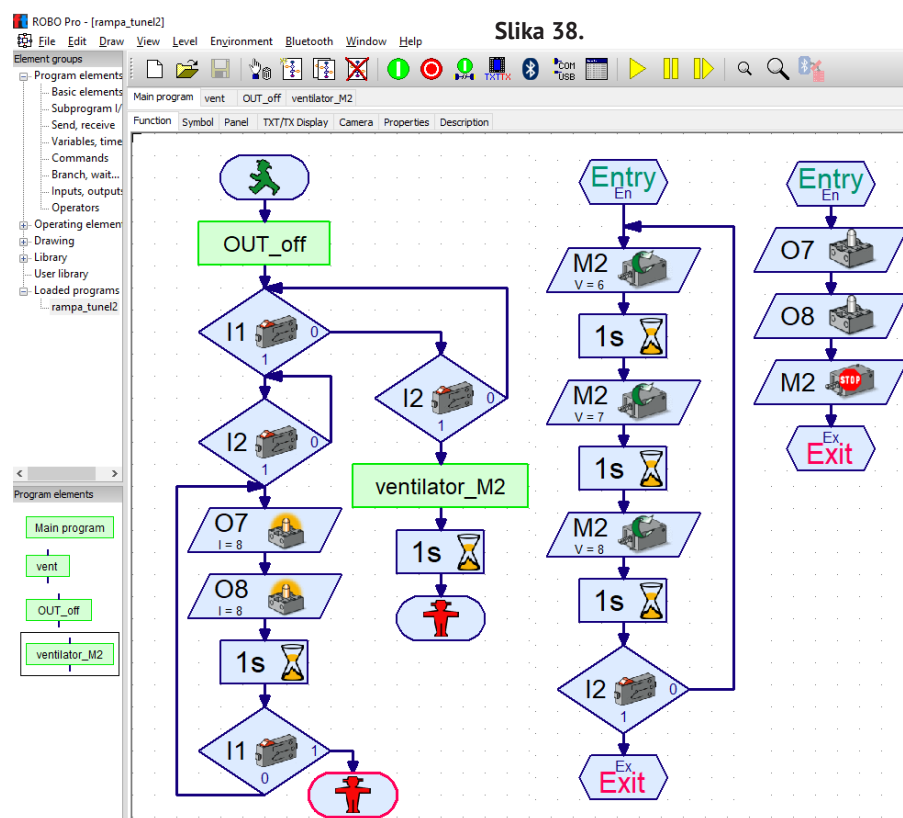 ROBO Pro - [rampa_tunel2]
Slika 38.
File Edit Draw View Level Environment Bluetooth Window Help
Element groups
Program elements
Basic elements
Subprogram I/
Send, receive
Variables, time
Commands
Branch, wait...
Inputs, outputs
Operators
Operating elemen
Drawing
Library
User library
Loaded programs
rampa_tunel2
TXTTX
COM
USB
Main program vent OUT_off ventilator_M2
Function Symbol Panel TXT/TX Display Camera Properties Description
OUT_off
I1
0
1
I2
0
1
O7
I = 8
O8
I = 8
1s
I1
1
0
I2
0
1
ventilator_M2
1s
Entry
En
M2
V = 6
1s
M2
V = 7
1s
M2
V = 8
1s
I2
0
1
Ex
Exit
Entry
En
O7
O8
M2
STOP
Ex
Exit
Program elements
Main program
vent
OUT_off
ventilator_M2